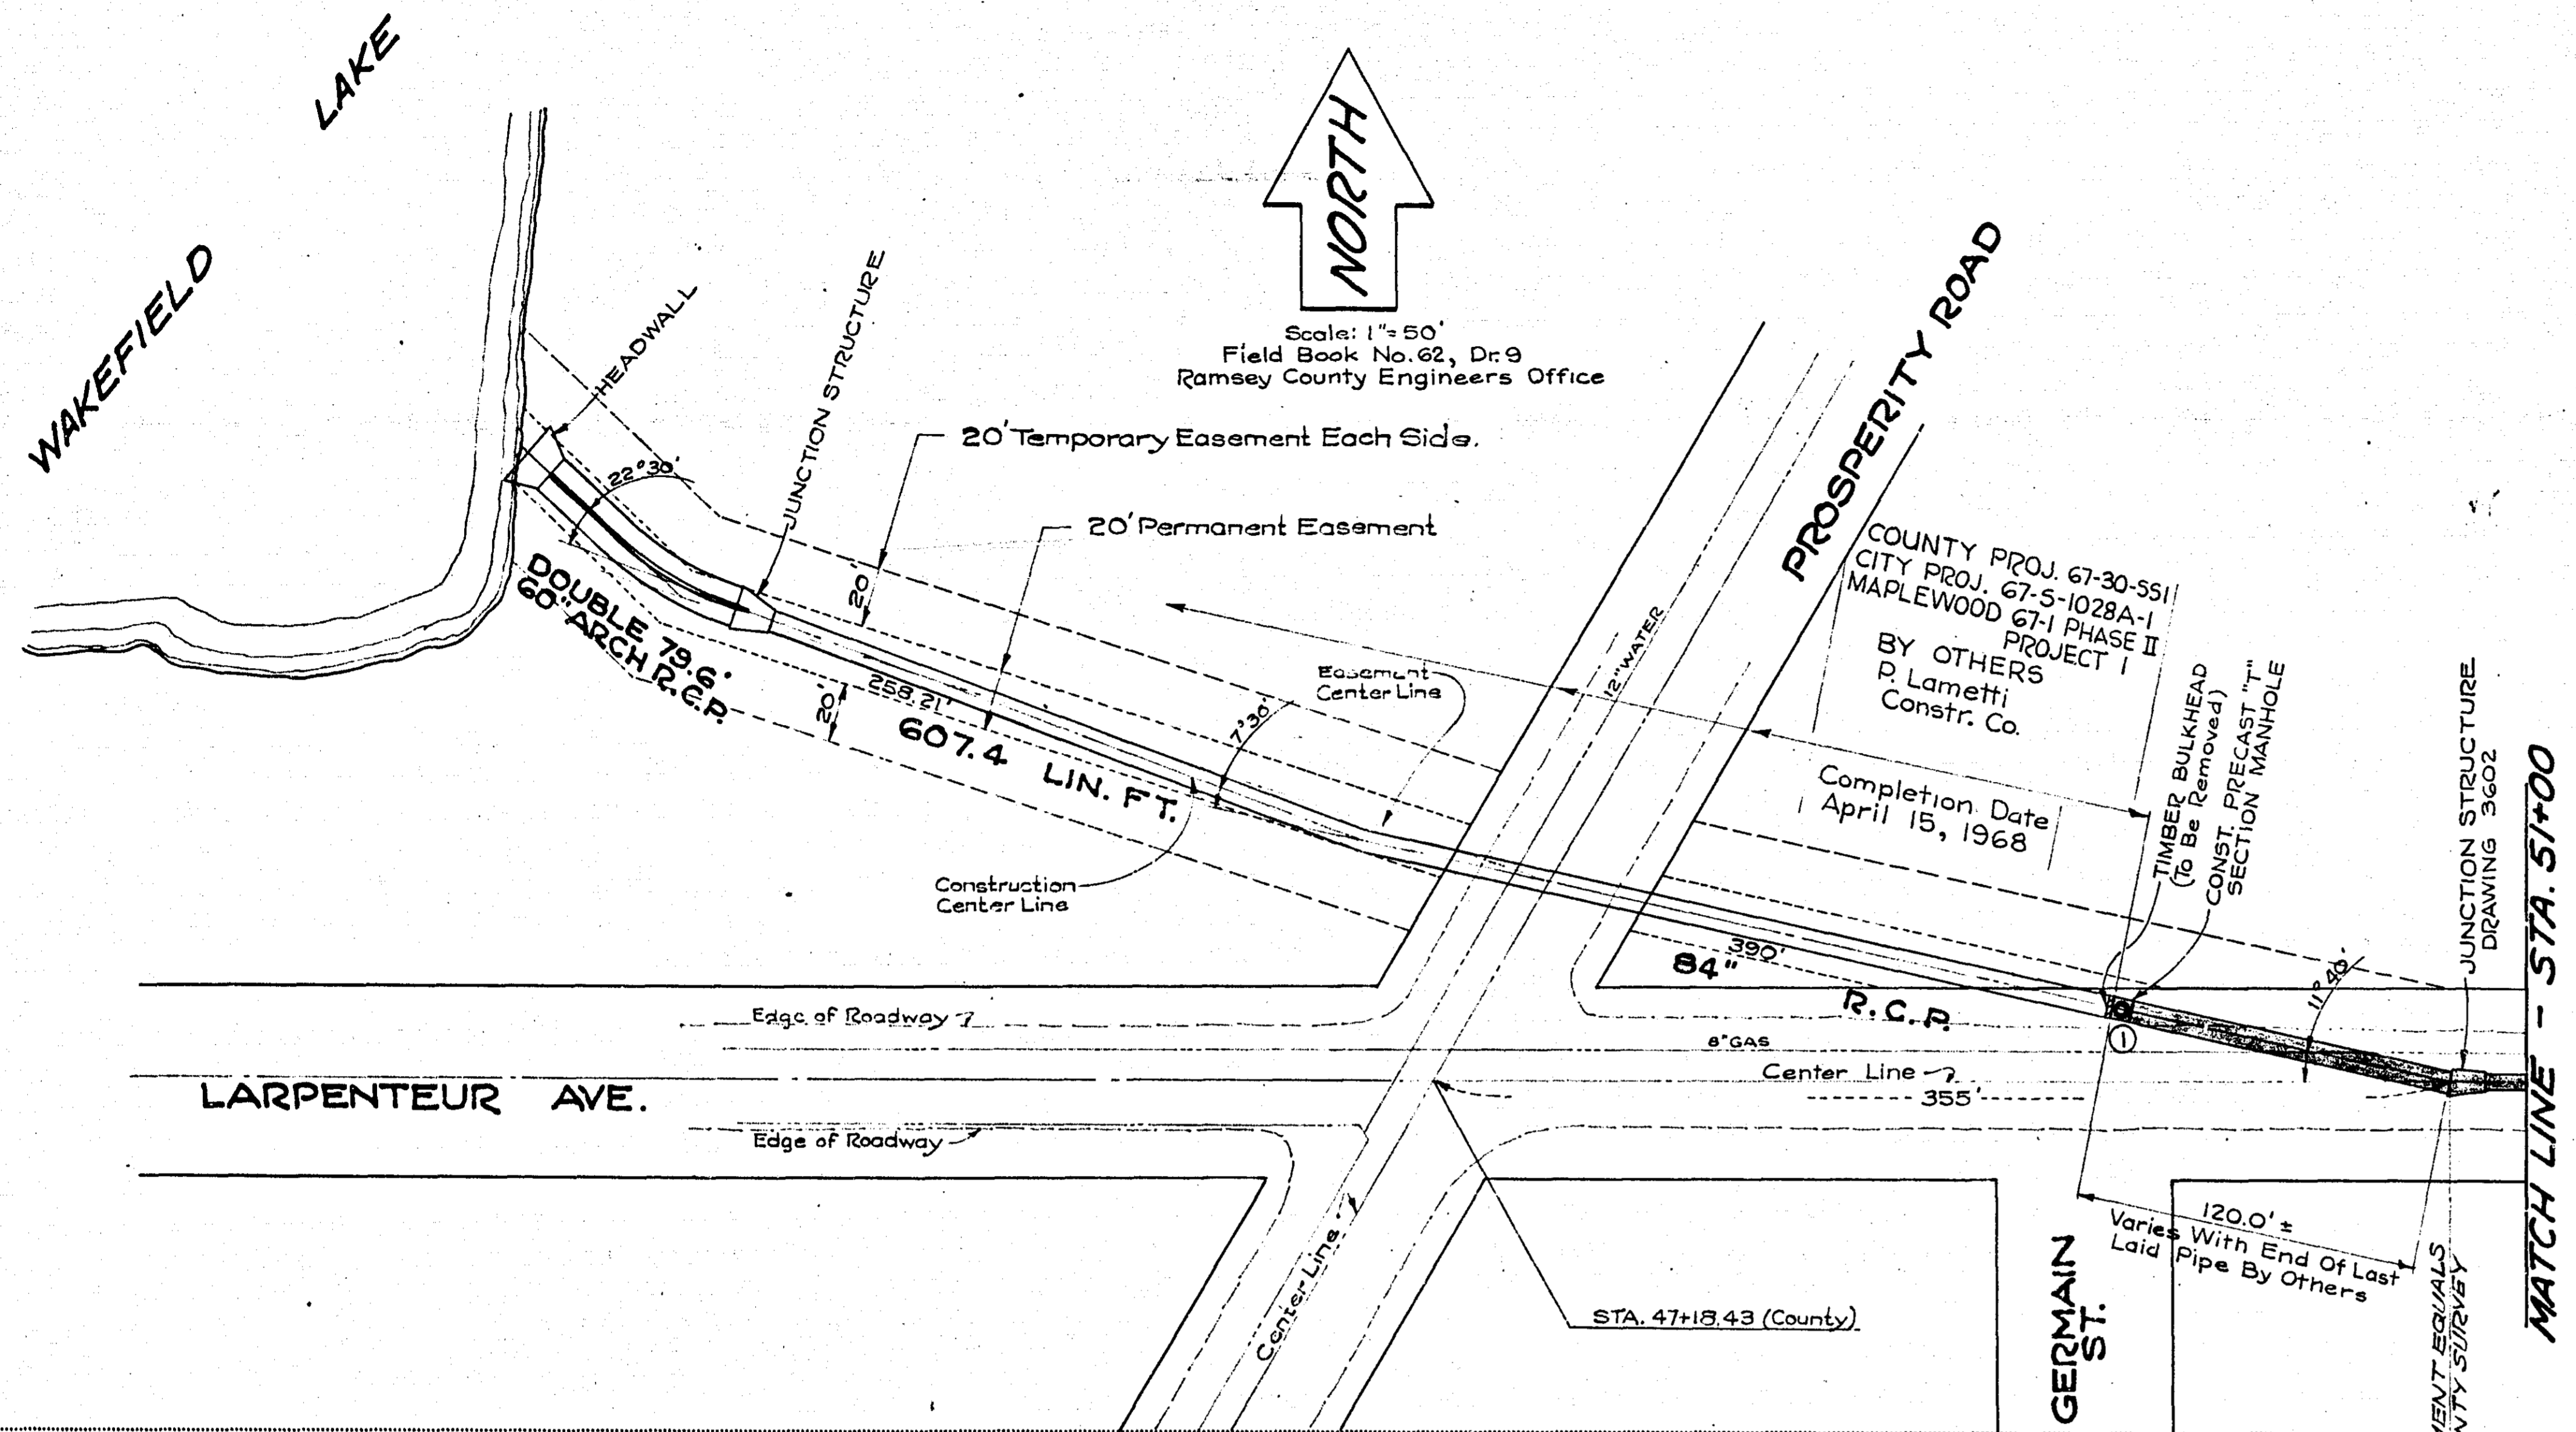 LAKE
WAKEFIELD
NORTH
Scale: 1"=50'
Field Book No. 62, Dr. 9
Ramsey County Engineers Office
HEADWALL
JUNCTION STRUCTURE
20' Temporary Easement Each Side.
20' Permanent Easement
22°30'
20'
DOUBLE 79.6'
60" ARCH R.C.P.
20'
258.21'
607.4 LIN. FT.
7°30'
Easement
Center Line
Construction
Center Line
12" WATER
PROSPERITY ROAD
COUNTY PROJ. 67-30-551
CITY PROJ. 67-S-1028A-1
MAPLEWOOD 67-1 PHASE II
PROJECT 1
BY OTHERS
P. Lametti
Constr. Co.
Completion Date
April 15, 1968
TIMBER BULKHEAD
(To Be Removed)
CONST. PRECAST "T"
SECTION MANHOLE
JUNCTION STRUCTURE
DRAWING 3602
MATCH LINE - STA. 51+00
390'
84"
R.C.P.
11°40'
1
Edge of Roadway
8" GAS
Center Line
355'
LARPENTEUR AVE.
Edge of Roadway
Center Line
STA. 47+18.43 (County)
GERMAIN
ST.
120.0' ±
Varies With End Of Last
Laid Pipe By Others
MENT EQUALS
NTY SURVEY